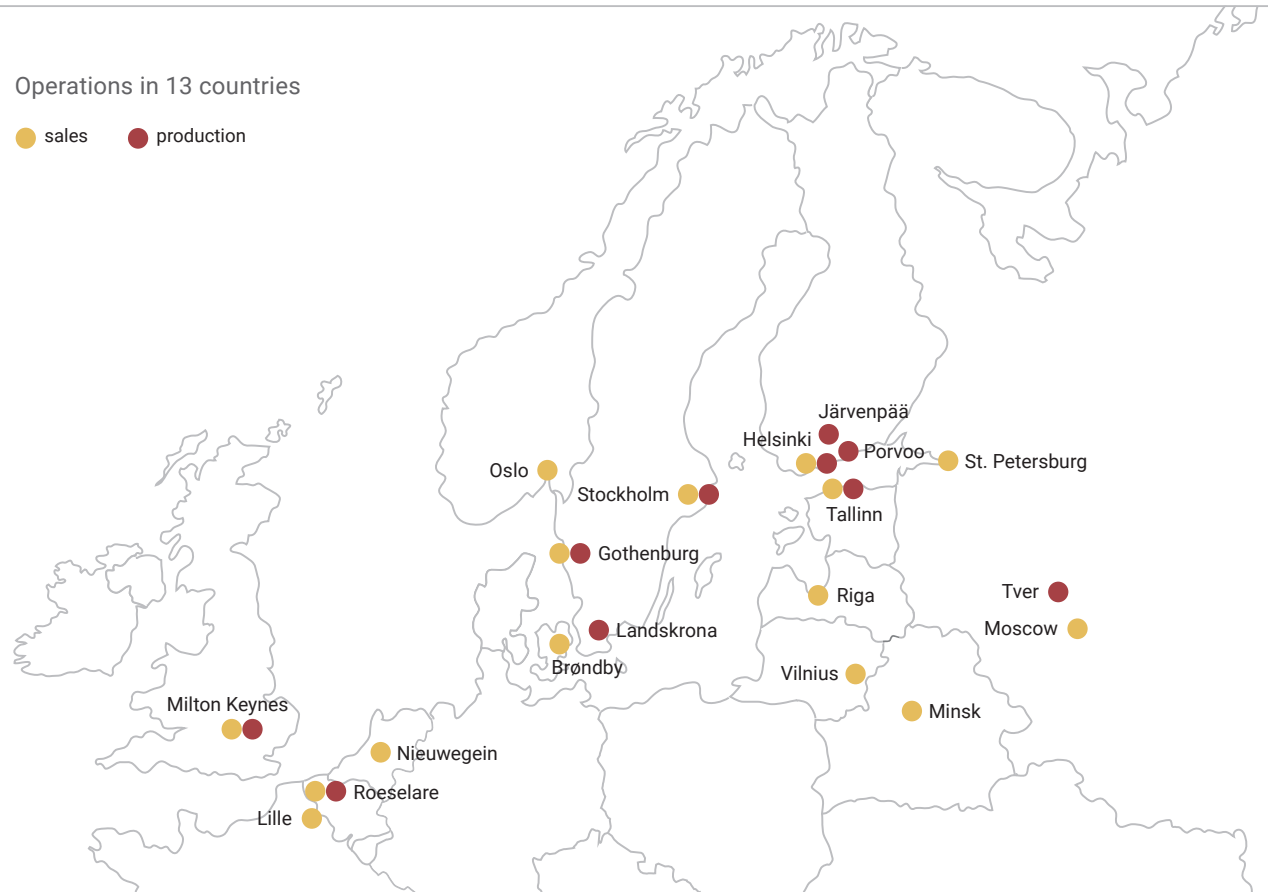 Operations in 13 countries
sales
production
Järvenpää
Helsinki
Porvoo
St. Petersburg
Oslo
Stockholm
Tallinn
Gothenburg
Tver
Riga
Moscow
Landskrona
Brøndby
Vilnius
Milton Keynes
Minsk
Nieuwegein
Roeselare
Lille